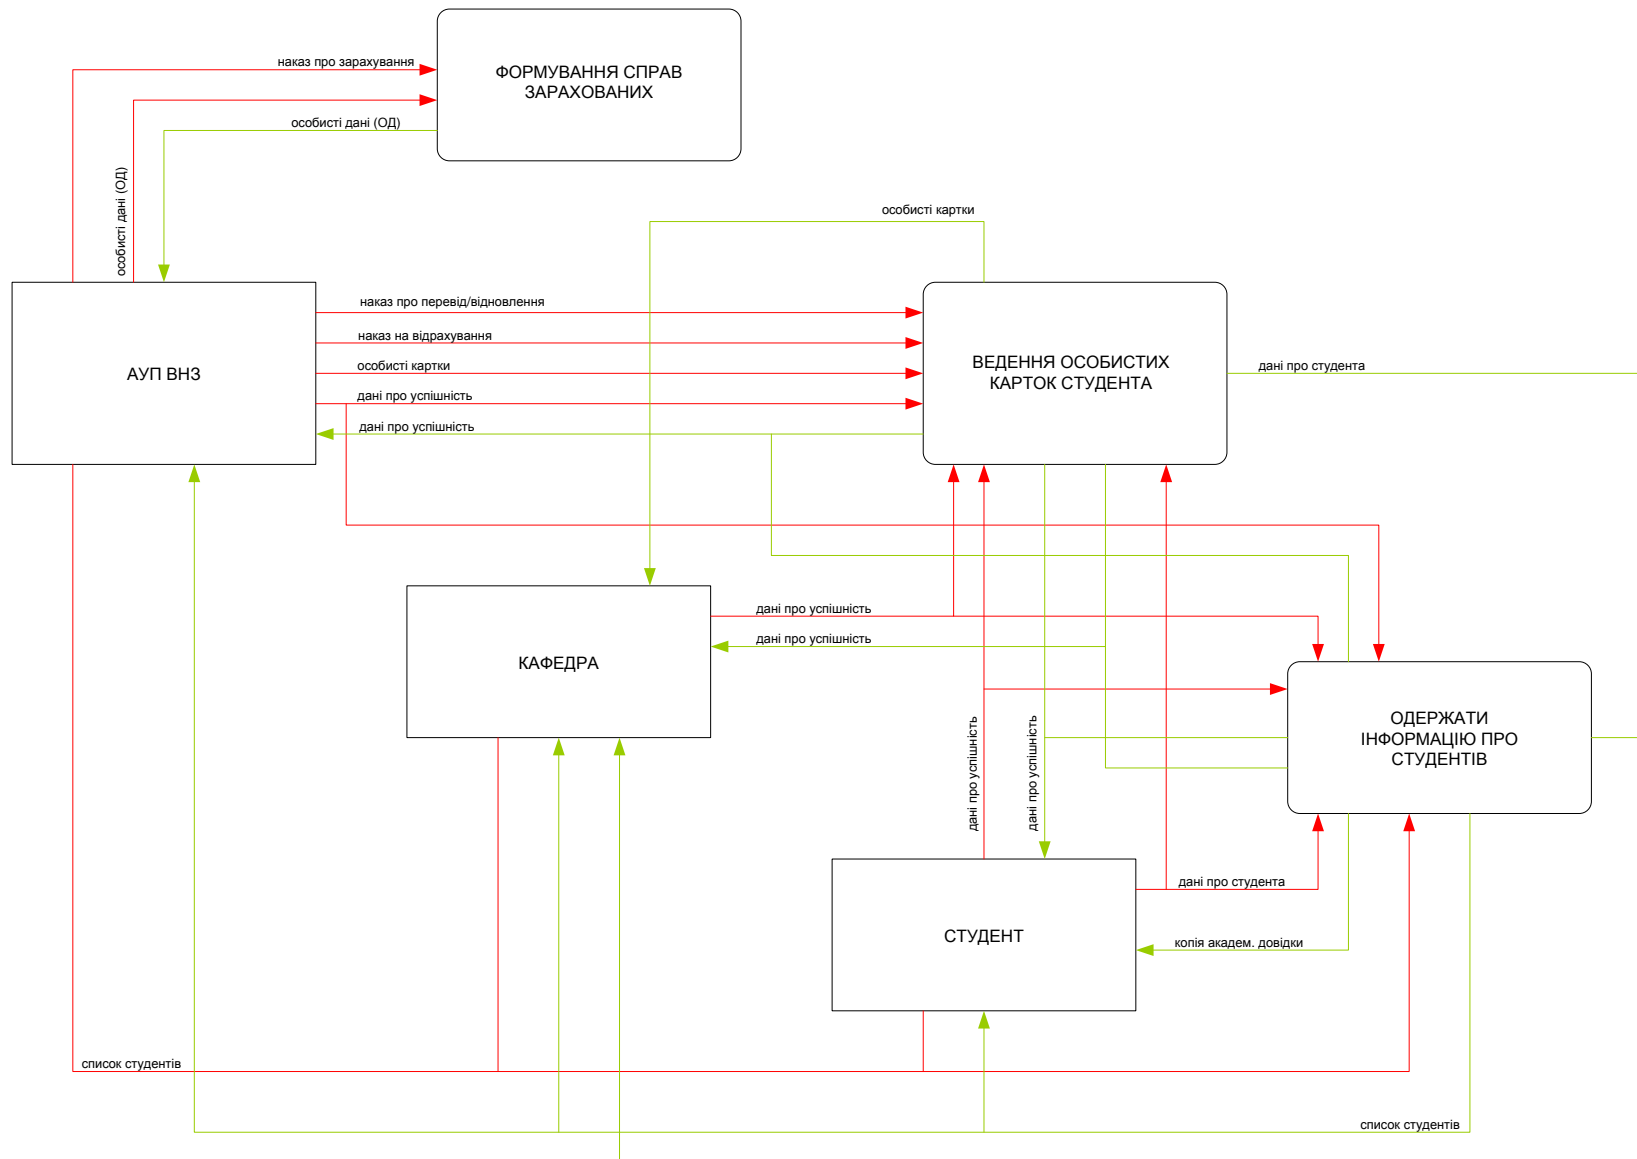 наказ про зарахування
ФОРМУВАННЯ СПРАВ
ЗАРАХОВАНИХ
особисті дані (ОД)
особисті дані (ОД)
особисті картки
наказ про перевід/відновлення
наказ на відрахування
АУП ВНЗ
особисті картки
ВЕДЕННЯ ОСОБИСТИХ
КАРТОК СТУДЕНТА
дані про студента
дані про успішність
дані про успішність
дані про успішність
дані про успішність
КАФЕДРА
дані про успішність
дані про успішність
ОДЕРЖАТИ
ІНФОРМАЦІЮ ПРО
СТУДЕНТІВ
дані про студента
СТУДЕНТ
копія академ. довідки
список студентів
список студентів